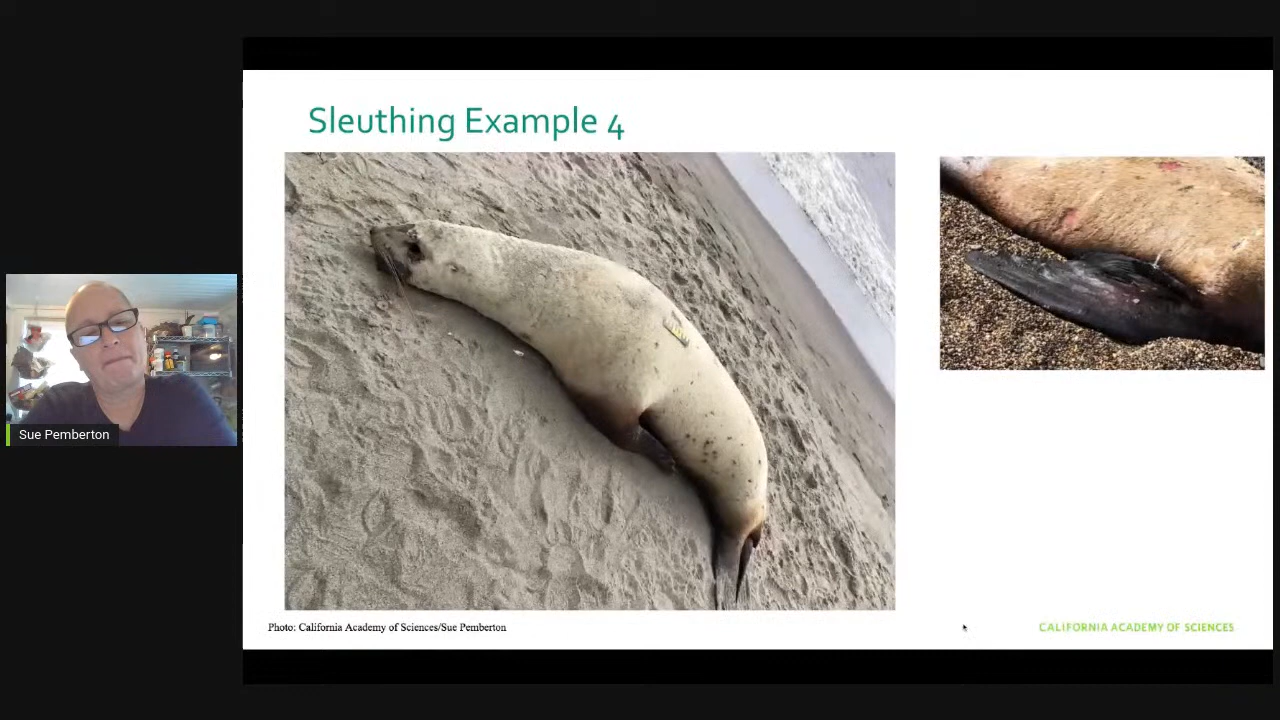 Sleuthing Example 4
Sue Pemberton
Photo: California Academy of Sciences/Sue Pemberton
CALIFORNIA ACADEMY OF SCIENCES